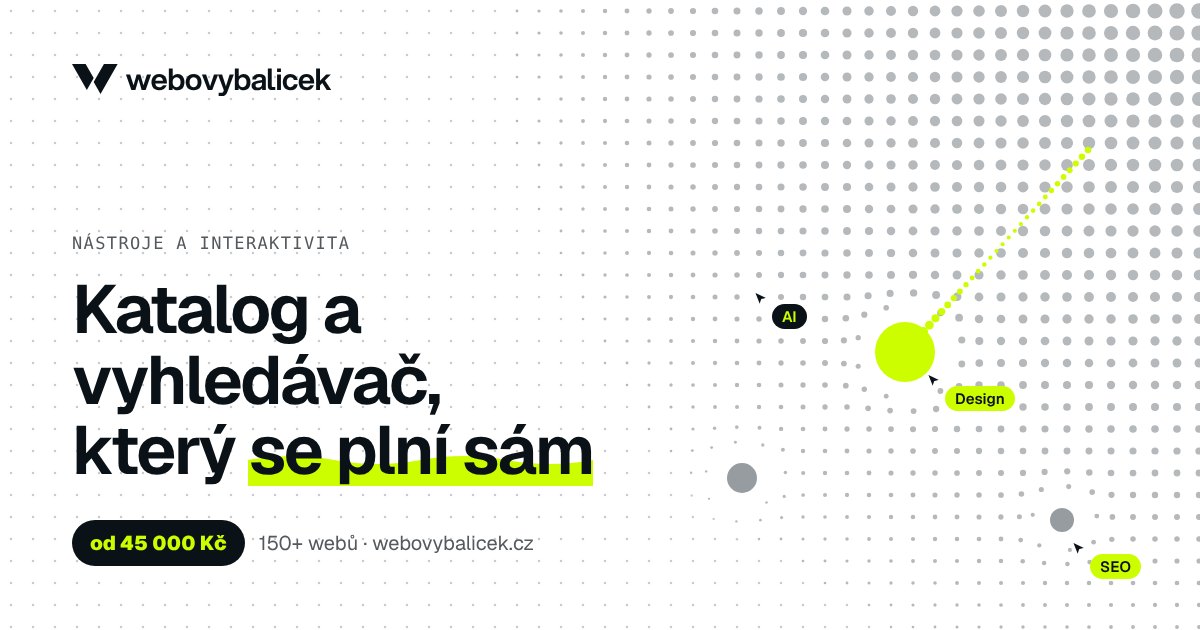 webovybalicek
NÁSTROJE A INTERAKTIVITA
Katalog a
vyhledávač,
který se plní sám
od 45 000 Kč
150+ webů · webovybalicek.cz
AI
Design
SEO